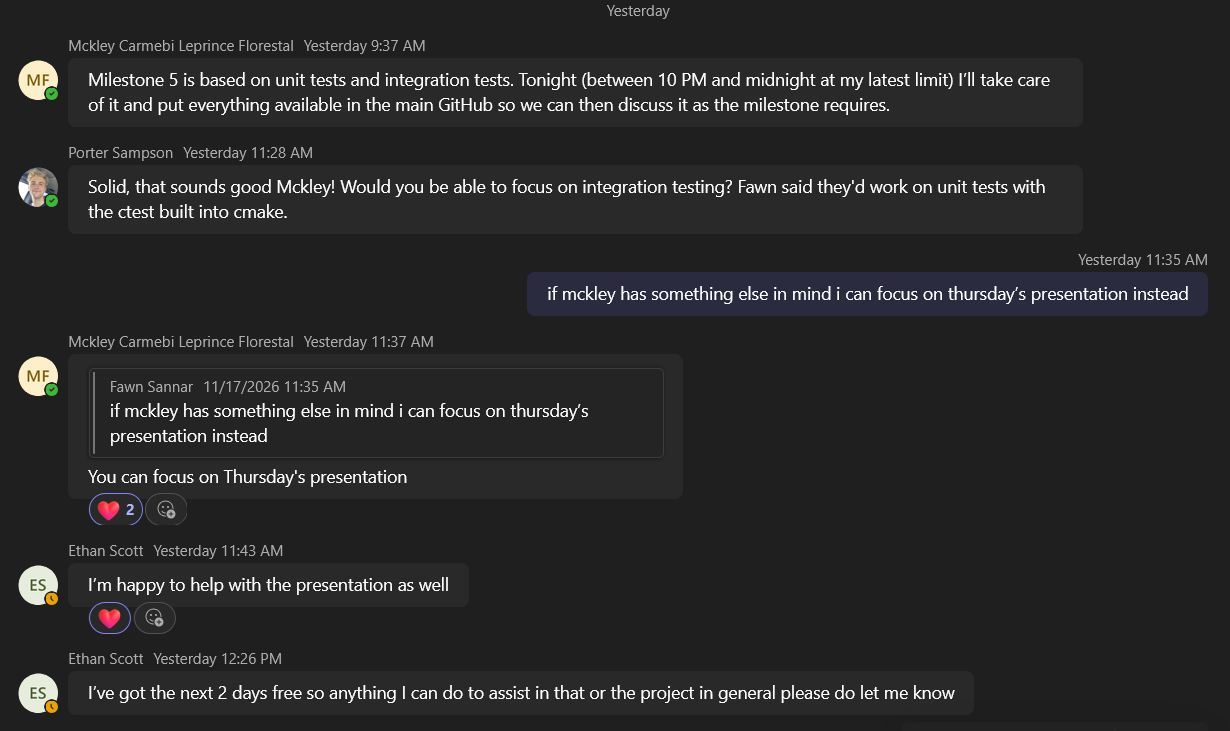 Yesterday
Mckley Carmebi Leprince Florestal Yesterday 9:37 AM
MF
Milestone 5 is based on unit tests and integration tests. Tonight (between 10 PM and midnight at my latest limit) I’ll take care
of it and put everything available in the main GitHub so we can then discuss it as the milestone requires.
Porter Sampson Yesterday 11:28 AM
Solid, that sounds good Mckley! Would you be able to focus on integration testing? Fawn said they'd work on unit tests with
the ctest built into cmake.
Yesterday 11:35 AM
if mckley has something else in mind i can focus on thursday’s presentation instead
Mckley Carmebi Leprince Florestal Yesterday 11:37 AM
MF
Fawn Sannar 11/17/2026 11:35 AM
if mckley has something else in mind i can focus on thursday’s
presentation instead
You can focus on Thursday's presentation
2
Ethan Scott Yesterday 11:43 AM
ES
I’m happy to help with the presentation as well
Ethan Scott Yesterday 12:26 PM
ES
I’ve got the next 2 days free so anything I can do to assist in that or the project in general please do let me know